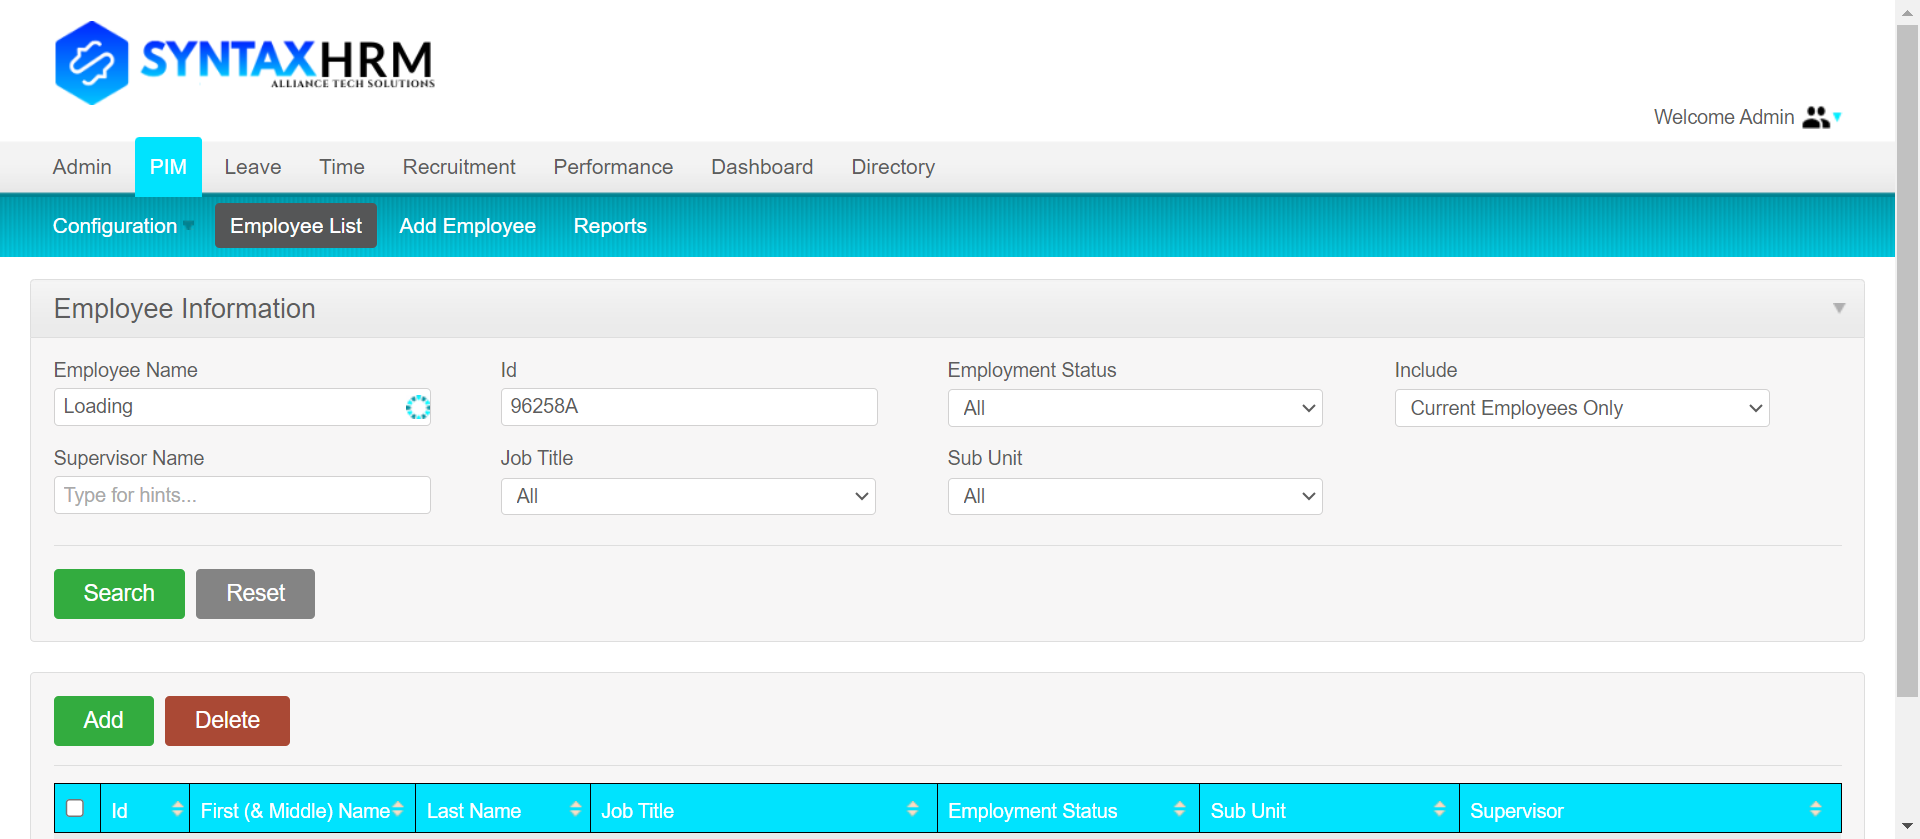 SYNTAXHRM
ALLIANCE TECH SOLUTIONS
Welcome Admin
Admin PIM Leave Time Recruitment Performance Dashboard Directory
Configuration Employee List Add Employee Reports
Employee Information
Employee Name Id Employment Status Include
Loading 96258A All Current Employees Only
Supervisor Name Job Title Sub Unit
Type for hints... All All
Search Reset
Add Delete
Id First (& Middle) Name Last Name Job Title Employment Status Sub Unit Supervisor